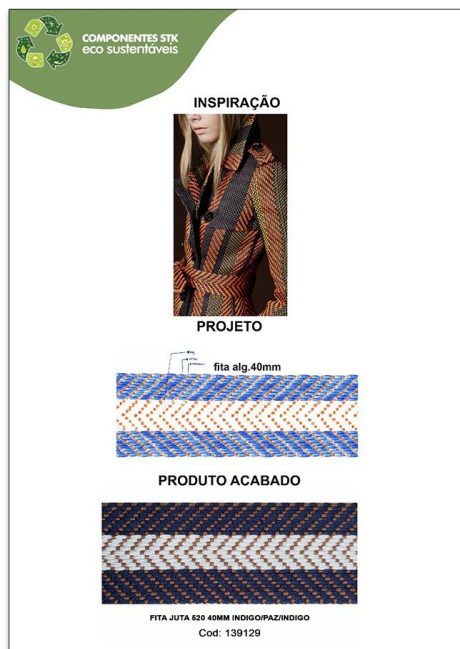 COMPONENTES STK
eco sustentáveis
INSPIRAÇÃO
PROJETO
fita alg.40mm
PRODUTO ACABADO
FITA JUTA 520 40MM INDIGO/PAZ/INDIGO
Cod: 139129